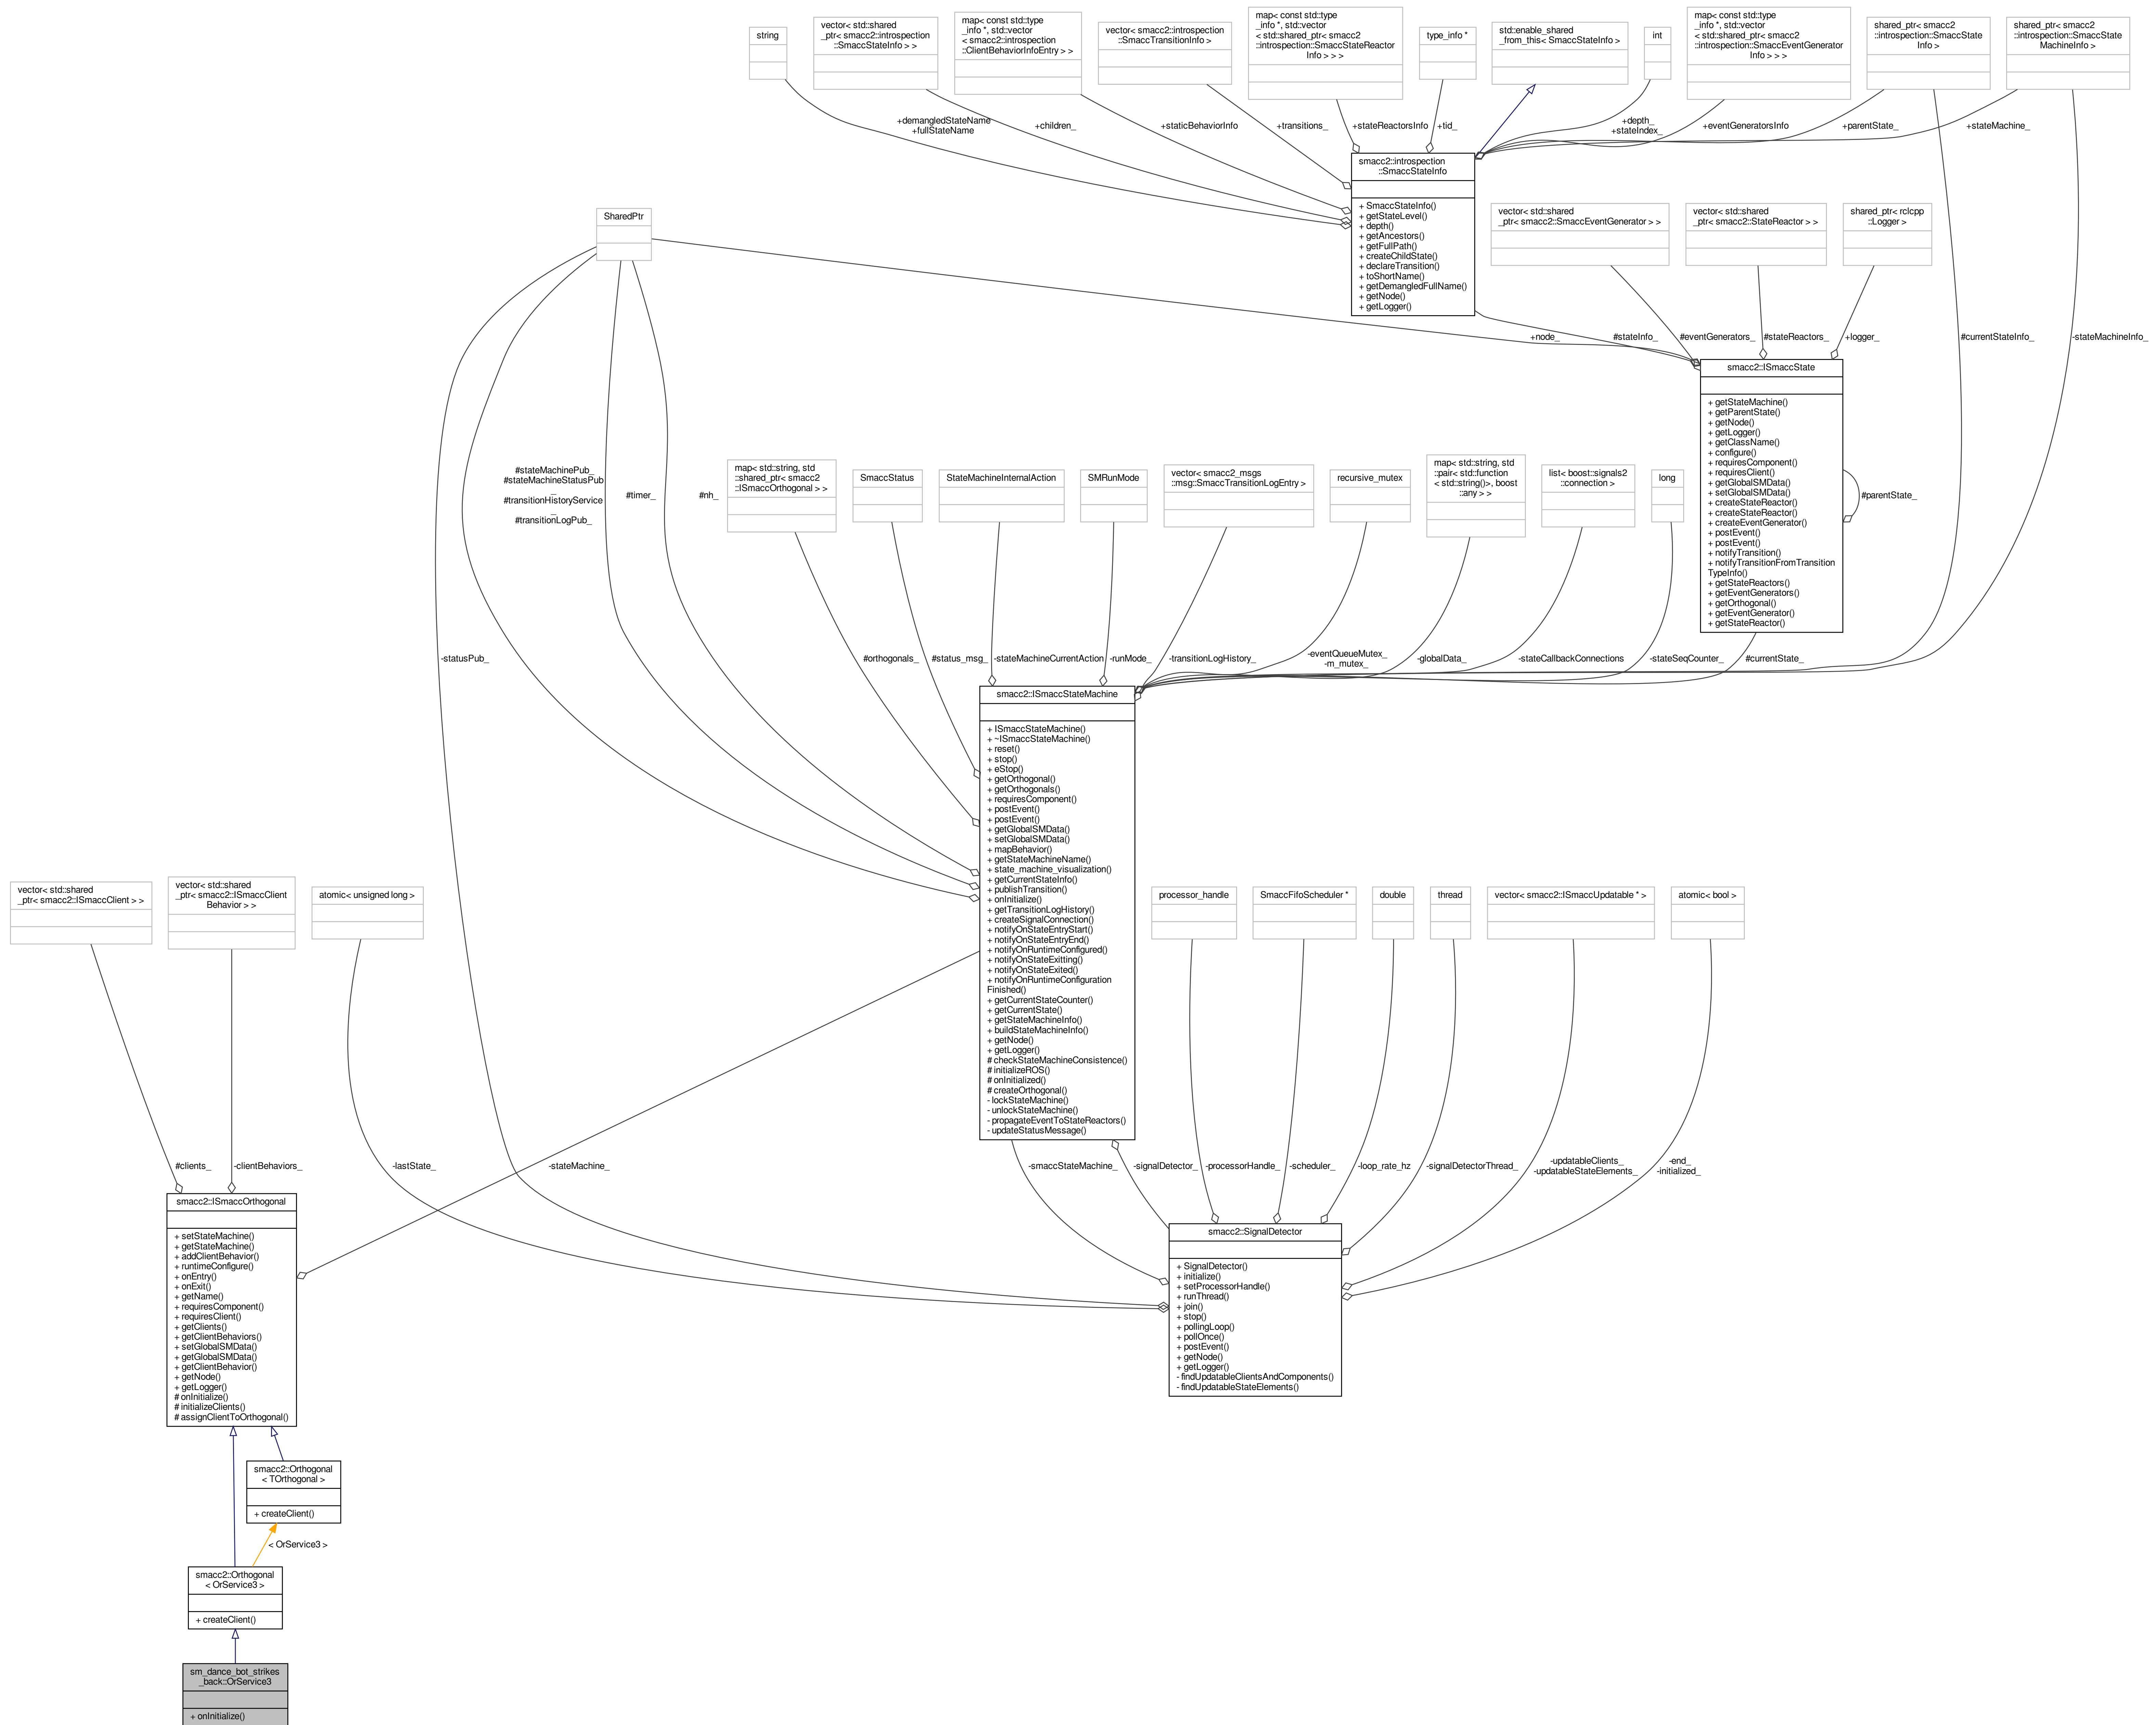 string
vector< std::shared
_ptr< smacc2::introspection
::SmaccStateInfo > >
map< const std::type
_info *, std::vector
< smacc2::introspection
::ClientBehaviorInfoEntry > >
vector< smacc2::introspection
::SmaccTransitionInfo >
map< const std::type
_info *, std::vector
< std::shared_ptr< smacc2
::introspection::SmaccStateReactor
Info > > >
type_info *
std::enable_shared
_from_this< SmaccStateInfo >
int
map< const std::type
_info *, std::vector
< std::shared_ptr< smacc2
::introspection::SmaccEventGenerator
Info > > >
shared_ptr< smacc2
::introspection::SmaccState
Info >
shared_ptr< smacc2
::introspection::SmaccState
MachineInfo >
+demangledStateName
+fullStateName
+children_
+staticBehaviorInfo
+transitions_
+stateReactorsInfo
+tid_
+depth_
+stateIndex_
+eventGeneratorsInfo
+parentState_
+stateMachine_
smacc2::introspection
::SmaccStateInfo
+ SmaccStateInfo()
+ getStateLevel()
+ depth()
+ getAncestors()
+ getFullPath()
+ createChildState()
+ declareTransition()
+ toShortName()
+ getDemangledFullName()
+ getNode()
+ getLogger()
SharedPtr
vector< std::shared
_ptr< smacc2::SmaccEventGenerator > >
vector< std::shared
_ptr< smacc2::StateReactor > >
shared_ptr< rclcpp
::Logger >
+node_
#stateInfo_
#eventGenerators_
#stateReactors_
+logger_
#currentStateInfo_
-stateMachineInfo_
smacc2::ISmaccState
+ getStateMachine()
+ getParentState()
+ getNode()
+ getLogger()
+ getClassName()
+ configure()
+ requiresComponent()
+ requiresClient()
+ getGlobalSMData()
+ setGlobalSMData()
+ createStateReactor()
+ createStateReactor()
+ createEventGenerator()
+ postEvent()
+ postEvent()
+ notifyTransition()
+ notifyTransitionFromTransition
TypeInfo()
+ getStateReactors()
+ getEventGenerators()
+ getOrthogonal()
+ getEventGenerator()
+ getStateReactor()
#parentState_
#stateMachinePub_
#stateMachineStatusPub
_
#transitionHistoryService
_
#transitionLogPub_
#timer_
#nh_
map< std::string, std
::shared_ptr< smacc2
::ISmaccOrthogonal > >
SmaccStatus
StateMachineInternalAction
SMRunMode
vector< smacc2_msgs
::msg::SmaccTransitionLogEntry >
recursive_mutex
map< std::string, std
::pair< std::function
< std::string()>, boost
::any > >
list< boost::signals2
::connection >
long
-statusPub_
#orthogonals_
#status_msg_
-stateMachineCurrentAction
-runMode_
-transitionLogHistory_
-eventQueueMutex_
-m_mutex_
-globalData_
-stateCallbackConnections
-stateSeqCounter_
#currentState_
smacc2::ISmaccStateMachine
+ ISmaccStateMachine()
+ ~ISmaccStateMachine()
+ reset()
+ stop()
+ eStop()
+ getOrthogonal()
+ getOrthogonals()
+ requiresComponent()
+ postEvent()
+ postEvent()
+ getGlobalSMData()
+ setGlobalSMData()
+ mapBehavior()
+ getStateMachineName()
+ state_machine_visualization()
+ getCurrentStateInfo()
+ publishTransition()
+ onInitialize()
+ getTransitionLogHistory()
+ createSignalConnection()
+ notifyOnStateEntryStart()
+ notifyOnStateEntryEnd()
+ notifyOnRuntimeConfigured()
+ notifyOnStateExitting()
+ notifyOnStateExited()
+ notifyOnRuntimeConfiguration
Finished()
+ getCurrentStateCounter()
+ getCurrentState()
+ getStateMachineInfo()
+ buildStateMachineInfo()
+ getNode()
+ getLogger()
# checkStateMachineConsistence()
# initializeROS()
# onInitialized()
# createOrthogonal()
- lockStateMachine()
- unlockStateMachine()
- propagateEventToStateReactors()
- updateStatusMessage()
vector< std::shared
_ptr< smacc2::ISmaccClient > >
vector< std::shared
_ptr< smacc2::ISmaccClient
Behavior > >
atomic< unsigned long >
processor_handle
SmaccFifoScheduler *
double
thread
vector< smacc2::ISmaccUpdatable * >
atomic< bool >
#clients_
-clientBehaviors_
-lastState_
-stateMachine_
-smaccStateMachine_
-signalDetector_
-processorHandle_
-scheduler_
-loop_rate_hz
-signalDetectorThread_
-updatableClients_
-updatableStateElements_
-end_
-initialized_
smacc2::ISmaccOrthogonal
+ setStateMachine()
+ getStateMachine()
+ addClientBehavior()
+ runtimeConfigure()
+ onEntry()
+ onExit()
+ getName()
+ requiresComponent()
+ requiresClient()
+ getClients()
+ getClientBehaviors()
+ setGlobalSMData()
+ getGlobalSMData()
+ getClientBehavior()
+ getNode()
+ getLogger()
# onInitialize()
# initializeClients()
# assignClientToOrthogonal()
smacc2::SignalDetector
+ SignalDetector()
+ initialize()
+ setProcessorHandle()
+ runThread()
+ join()
+ stop()
+ pollingLoop()
+ pollOnce()
+ postEvent()
+ getNode()
+ getLogger()
- findUpdatableClientsAndComponents()
- findUpdatableStateElements()
smacc2::Orthogonal
< TOrthogonal >
+ createClient()
< OrService3 >
smacc2::Orthogonal
< OrService3 >
+ createClient()
sm_dance_bot_strikes
_back::OrService3
+ onInitialize()